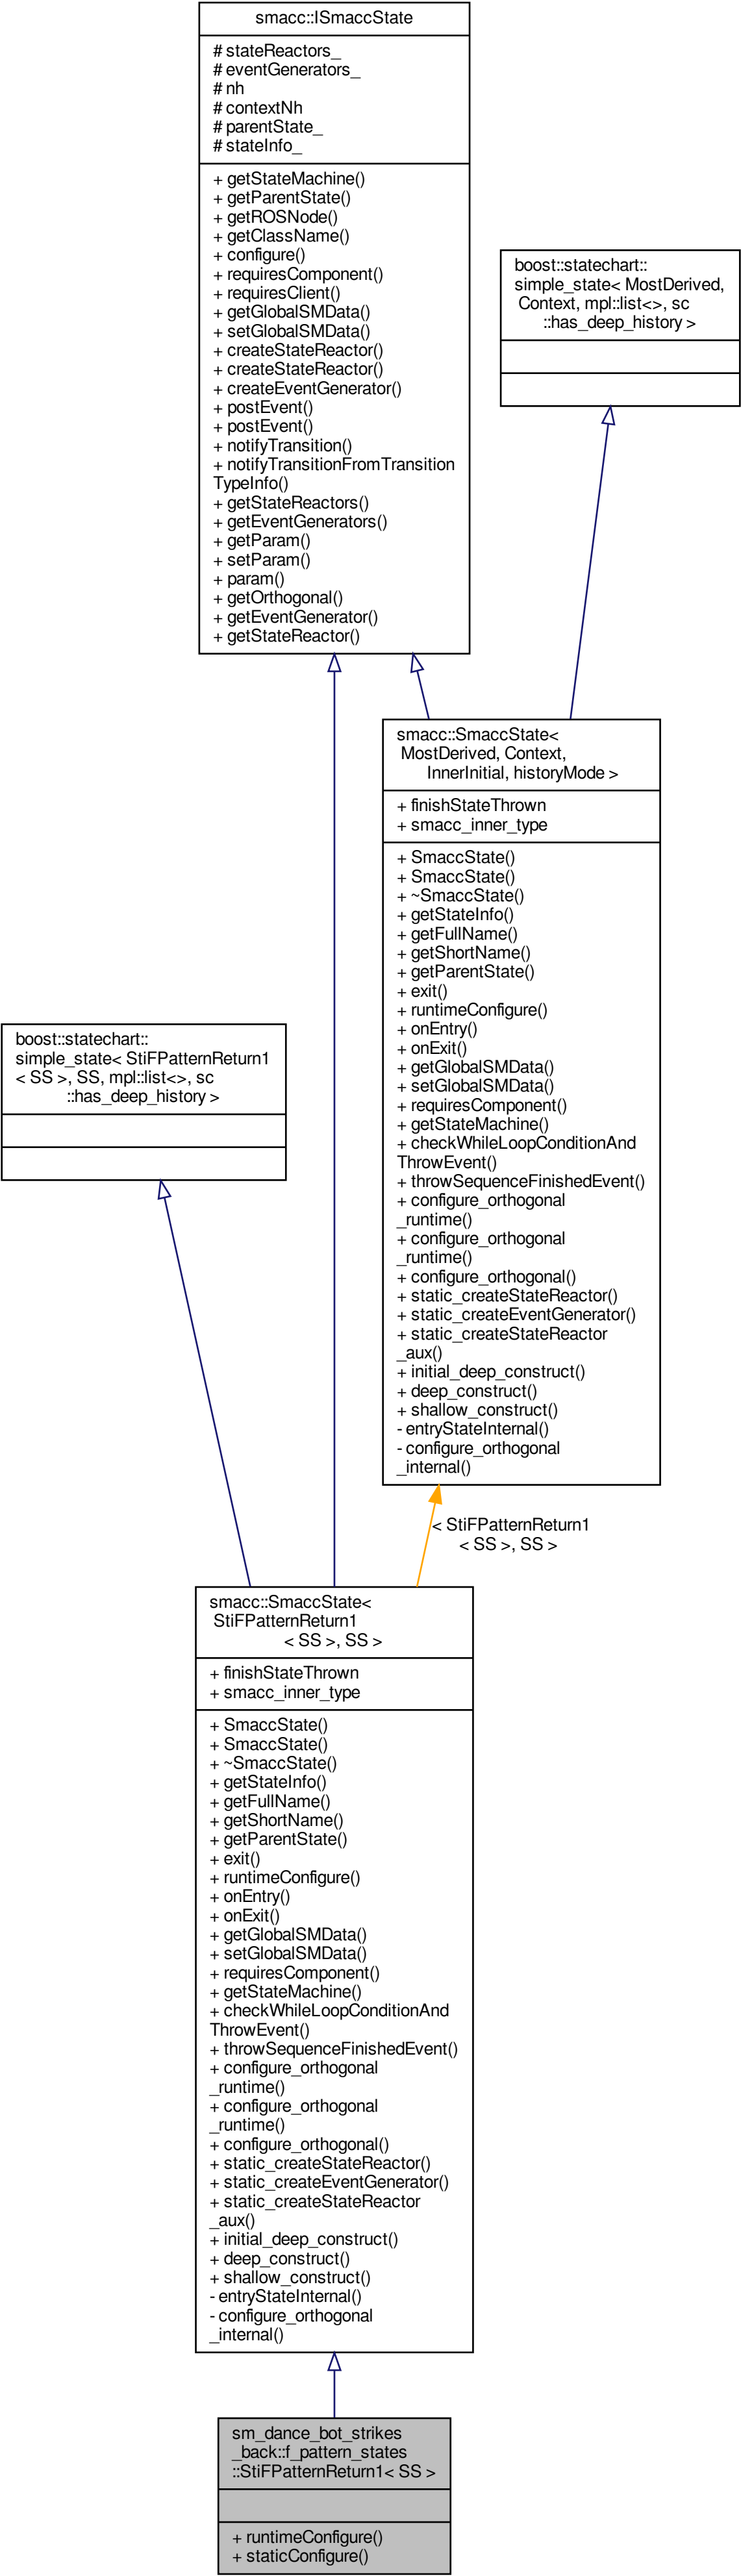 smacc::ISmaccState
# stateReactors_
# eventGenerators_
# nh
# contextNh
# parentState_
# stateInfo_
+ getStateMachine()
+ getParentState()
+ getROSNode()
+ getClassName()
+ configure()
+ requiresComponent()
+ requiresClient()
+ getGlobalSMData()
+ setGlobalSMData()
+ createStateReactor()
+ createStateReactor()
+ createEventGenerator()
+ postEvent()
+ postEvent()
+ notifyTransition()
+ notifyTransitionFromTransition
TypeInfo()
+ getStateReactors()
+ getEventGenerators()
+ getParam()
+ setParam()
+ param()
+ getOrthogonal()
+ getEventGenerator()
+ getStateReactor()
boost::statechart::
simple_state< MostDerived,
Context, mpl::list<>, sc
::has_deep_history >
smacc::SmaccState<
MostDerived, Context,
InnerInitial, historyMode >
+ finishStateThrown
+ smacc_inner_type
+ SmaccState()
+ SmaccState()
+ ~SmaccState()
+ getStateInfo()
+ getFullName()
+ getShortName()
+ getParentState()
+ exit()
+ runtimeConfigure()
+ onEntry()
+ onExit()
+ getGlobalSMData()
+ setGlobalSMData()
+ requiresComponent()
+ getStateMachine()
+ checkWhileLoopConditionAnd
ThrowEvent()
+ throwSequenceFinishedEvent()
+ configure_orthogonal
_runtime()
+ configure_orthogonal
_runtime()
+ configure_orthogonal()
+ static_createStateReactor()
+ static_createEventGenerator()
+ static_createStateReactor
_aux()
+ initial_deep_construct()
+ deep_construct()
+ shallow_construct()
- entryStateInternal()
- configure_orthogonal
_internal()
boost::statechart::
simple_state< StiFPatternReturn1
< SS >, SS, mpl::list<>, sc
::has_deep_history >
< StiFPatternReturn1
< SS >, SS >
smacc::SmaccState<
StiFPatternReturn1
< SS >, SS >
+ finishStateThrown
+ smacc_inner_type
+ SmaccState()
+ SmaccState()
+ ~SmaccState()
+ getStateInfo()
+ getFullName()
+ getShortName()
+ getParentState()
+ exit()
+ runtimeConfigure()
+ onEntry()
+ onExit()
+ getGlobalSMData()
+ setGlobalSMData()
+ requiresComponent()
+ getStateMachine()
+ checkWhileLoopConditionAnd
ThrowEvent()
+ throwSequenceFinishedEvent()
+ configure_orthogonal
_runtime()
+ configure_orthogonal
_runtime()
+ configure_orthogonal()
+ static_createStateReactor()
+ static_createEventGenerator()
+ static_createStateReactor
_aux()
+ initial_deep_construct()
+ deep_construct()
+ shallow_construct()
- entryStateInternal()
- configure_orthogonal
_internal()
sm_dance_bot_strikes
_back::f_pattern_states
::StiFPatternReturn1< SS >
+ runtimeConfigure()
+ staticConfigure()